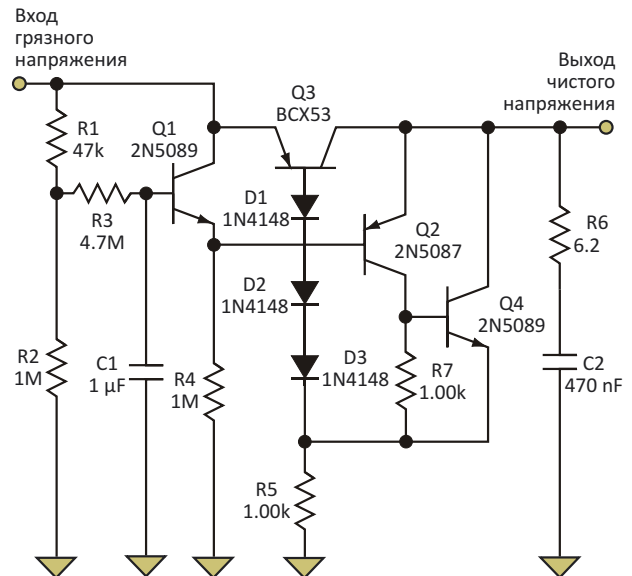 Вход
грязного
напряжения
Выход
чистого
напряжения
Q3
BCX53
R1
47k
Q1
2N5089
D1
1N4148
R3
4.7M
Q2
2N5087
R6
6.2
D2
1N4148
Q4
2N5089
R2
1M
C1
1 µF
R4
1M
D3
1N4148
R7
1.00k
C2
470 nF
R5
1.00k